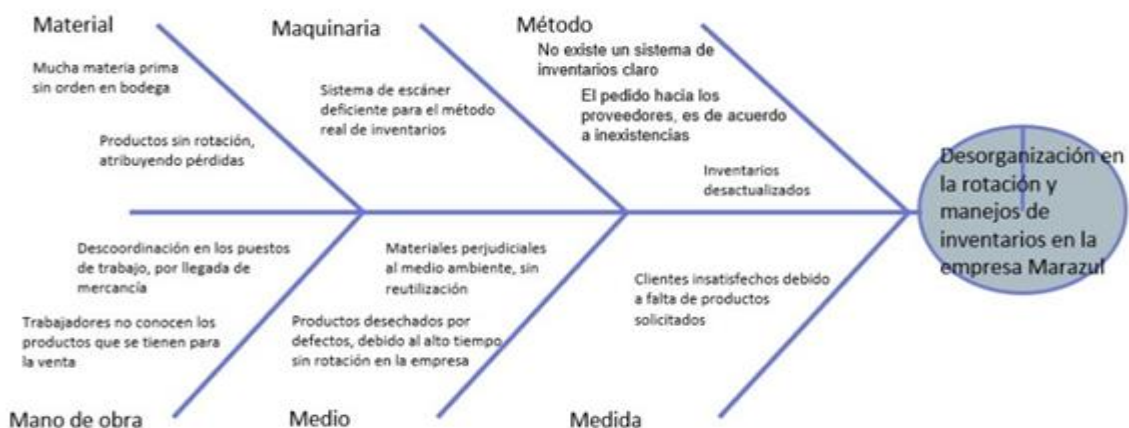 Material
Maquinaria
Método
Mucha materia prima
sin orden en bodega
Productos sin rotación,
atribuyendo pérdidas
Sistema de escáner
deficiente para el método
real de inventarios
No existe un sistema de
inventarios claro
El pedido hacia los
proveedores, es de acuerdo
a inexistencias
Inventarios
desactualizados
Desorganización en
la rotación y
manejos de
inventarios en la
empresa Marazul
Descoordinación en los puestos
de trabajo, por llegada de
mercancía
Trabajadores no conocen los
productos que se tienen para
la venta
Materiales perjudiciales
al medio ambiente, sin
reutilización
Productos desechados por
defectos, debido al alto tiempo
sin rotación en la empresa
Clientes insatisfechos debido
a falta de productos
solicitados
Mano de obra
Medio
Medida